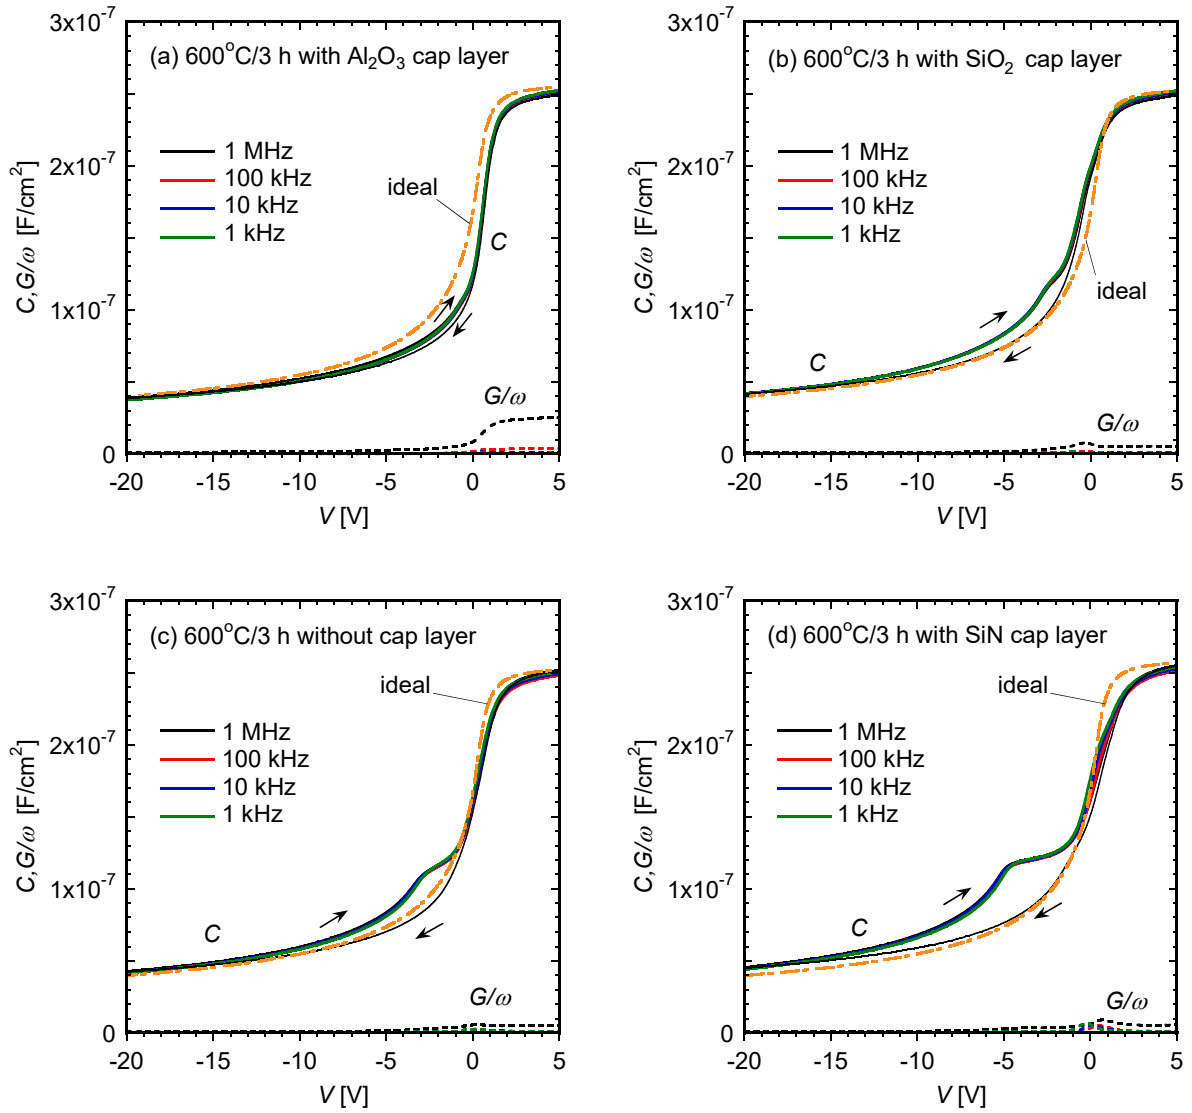 (a) 600°C/3 h with Al₂O₃ cap layer
3x10⁻⁷
2x10⁻⁷
1x10⁻⁷
0
C,G/ω [F/cm²]
1 MHz
100 kHz
10 kHz
1 kHz
ideal
C
G/ω
-20 -15 -10 -5 0 5
V [V]
(b) 600°C/3 h with SiO₂ cap layer
3x10⁻⁷
2x10⁻⁷
1x10⁻⁷
0
C,G/ω [F/cm²]
1 MHz
100 kHz
10 kHz
1 kHz
ideal
C
G/ω
-20 -15 -10 -5 0 5
V [V]
(c) 600°C/3 h without cap layer
3x10⁻⁷
2x10⁻⁷
1x10⁻⁷
0
C,G/ω [F/cm²]
ideal
1 MHz
100 kHz
10 kHz
1 kHz
C
G/ω
-20 -15 -10 -5 0 5
V [V]
(d) 600°C/3 h with SiN cap layer
3x10⁻⁷
2x10⁻⁷
1x10⁻⁷
0
C,G/ω [F/cm²]
ideal
1 MHz
100 kHz
10 kHz
1 kHz
C
G/ω
-20 -15 -10 -5 0 5
V [V]